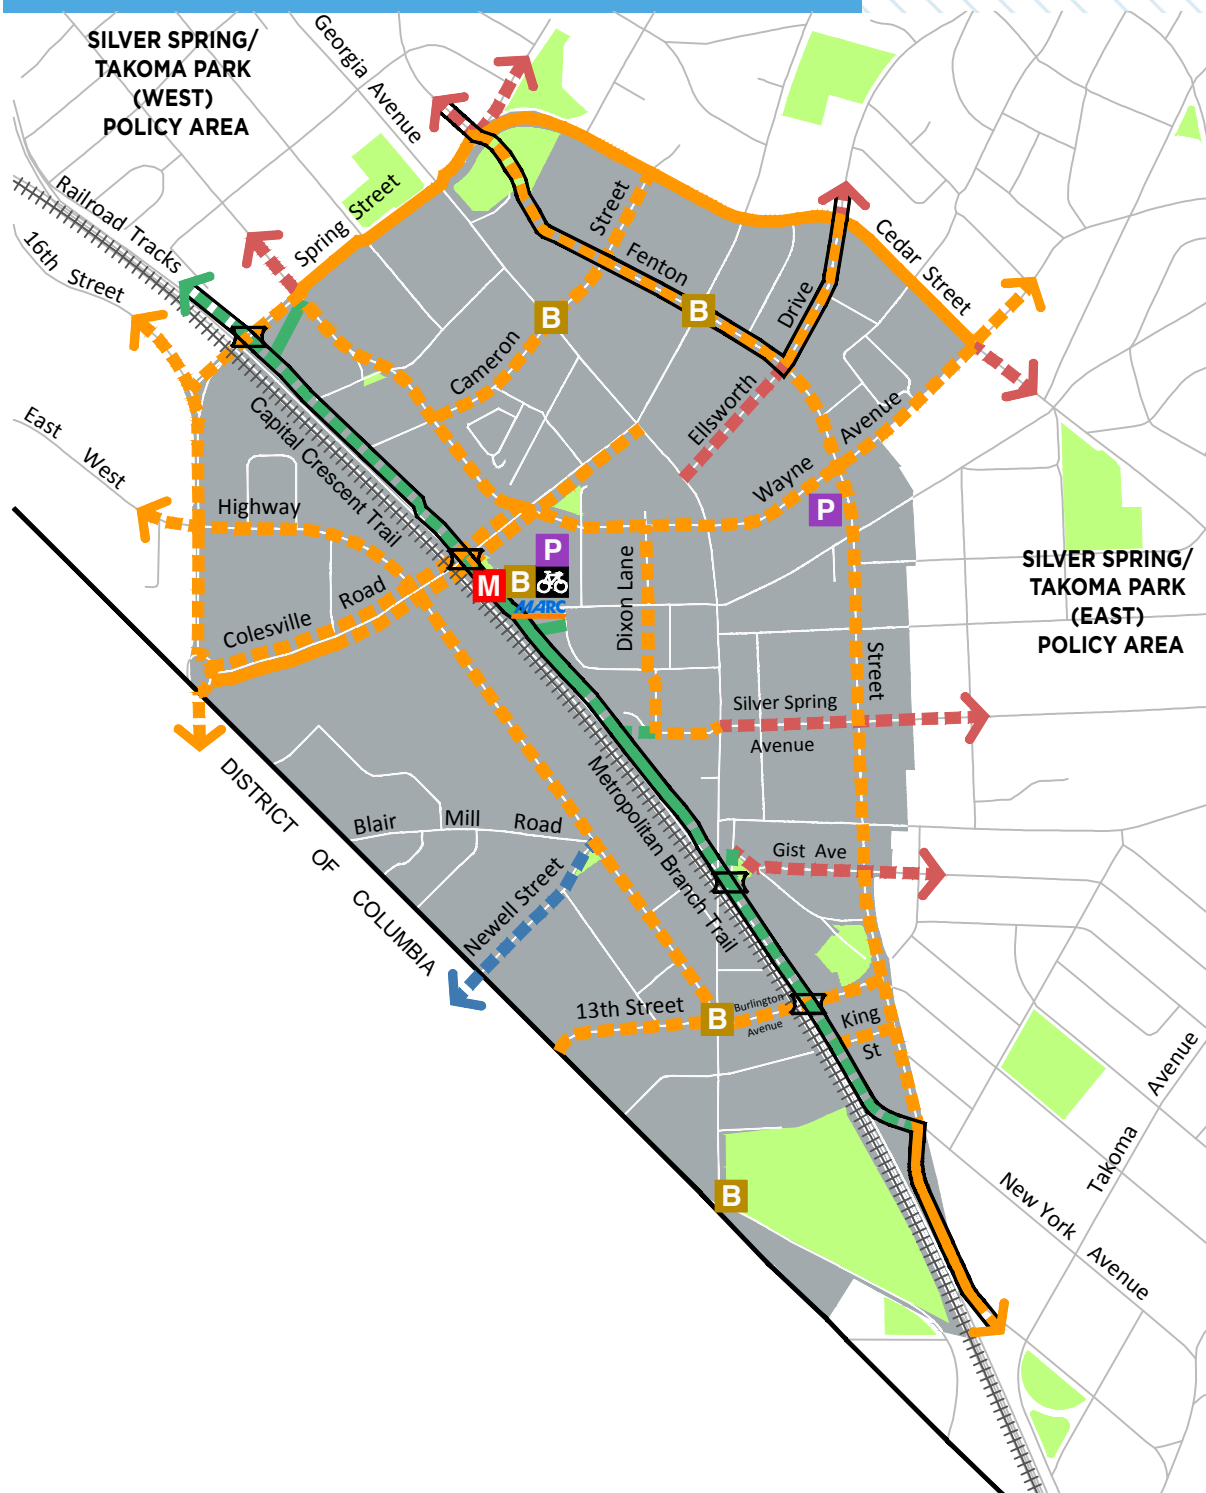 SILVER SPRING/
TAKOMA PARK
(WEST)
POLICY AREA
Georgia Avenue
Railroad Tracks
16th Street
Spring Street
Street
Fenton
Cedar Street
Drive
B
B
Cameron
Ellsworth
Avenue
Wayne
East
West
Highway
Capital Crescent Trail
P
P
M
B
MARC
Dixon Lane
SILVER SPRING/
TAKOMA PARK
(EAST)
POLICY AREA
Colesville Road
Street
Silver Spring
Avenue
DISTRICT OF COLUMBIA
Metropolitan Branch Trail
Blair Mill Road
Gist Ave
Newell Street
13th Street
B
Burlington
Avenue
King
St
Takoma Avenue
New York Avenue
B